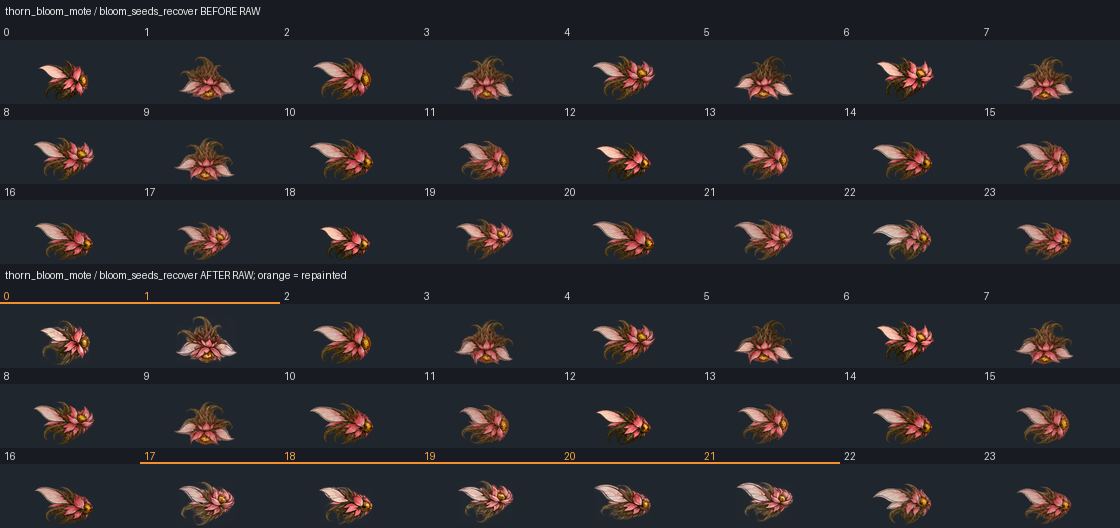 thorn_bloom_mote / bloom_seeds_recover BEFORE RAW
0 1 2 3 4 5 6 7
8 9 10 11 12 13 14 15
16 17 18 19 20 21 22 23
thorn_bloom_mote / bloom_seeds_recover AFTER RAW; orange = repainted
0 1 2 3 4 5 6 7
8 9 10 11 12 13 14 15
16 17 18 19 20 21 22 23